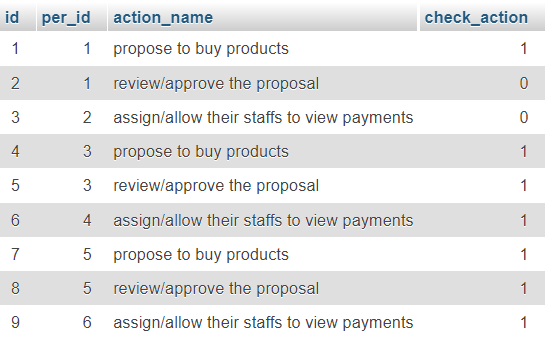 id per_id action_name check_action
1 1 propose to buy products 1
2 1 review/approve the proposal 0
3 2 assign/allow their staffs to view payments 0
4 3 propose to buy products 1
5 3 review/approve the proposal 1
6 4 assign/allow their staffs to view payments 1
7 5 propose to buy products 1
8 5 review/approve the proposal 1
9 6 assign/allow their staffs to view payments 1